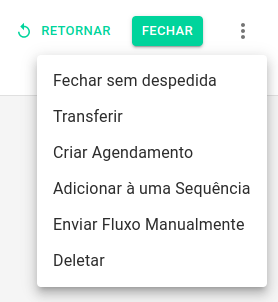 RETORNAR FECHAR
Fechar sem despedida
Transferir
Criar Agendamento
Adicionar à uma Sequência
Enviar Fluxo Manualmente
Deletar